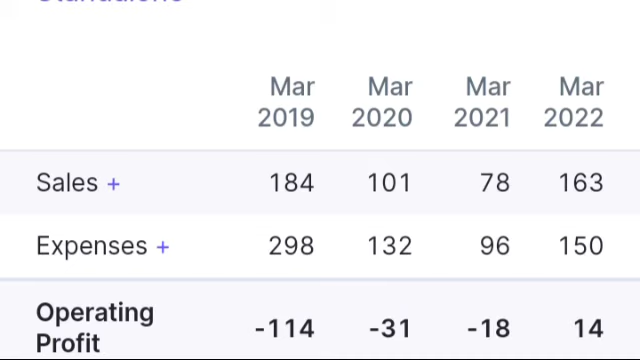 Standalone
Mar Mar Mar Mar
2019 2020 2021 2022
Sales + 184 101 78 163
Expenses + 298 132 96 150
Operating
Profit -114 -31 -18 14